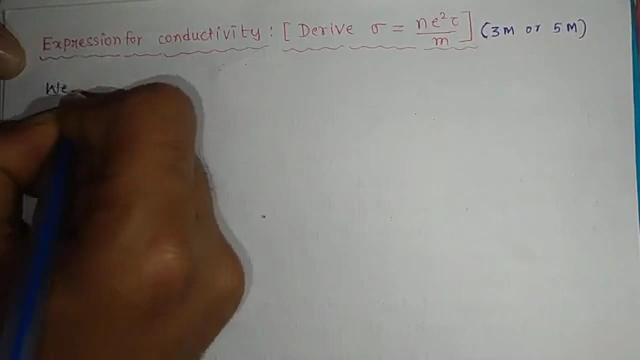 Expression for conductivity : [ Derive σ = ne²τ/m ] (3M or 5M)
We